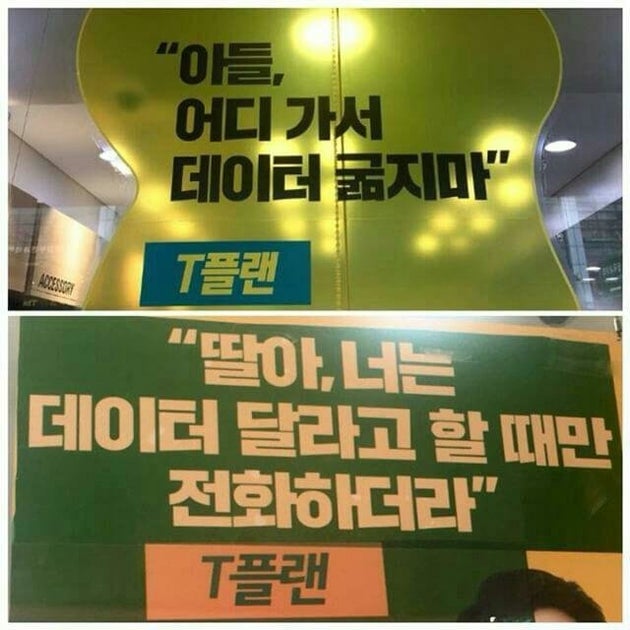 “아들,
어디 가서
데이터 굶지마”
T플랜
ACCESSORY
“딸아, 너는
데이터 달라고 할 때만
전화하더라”
T플랜